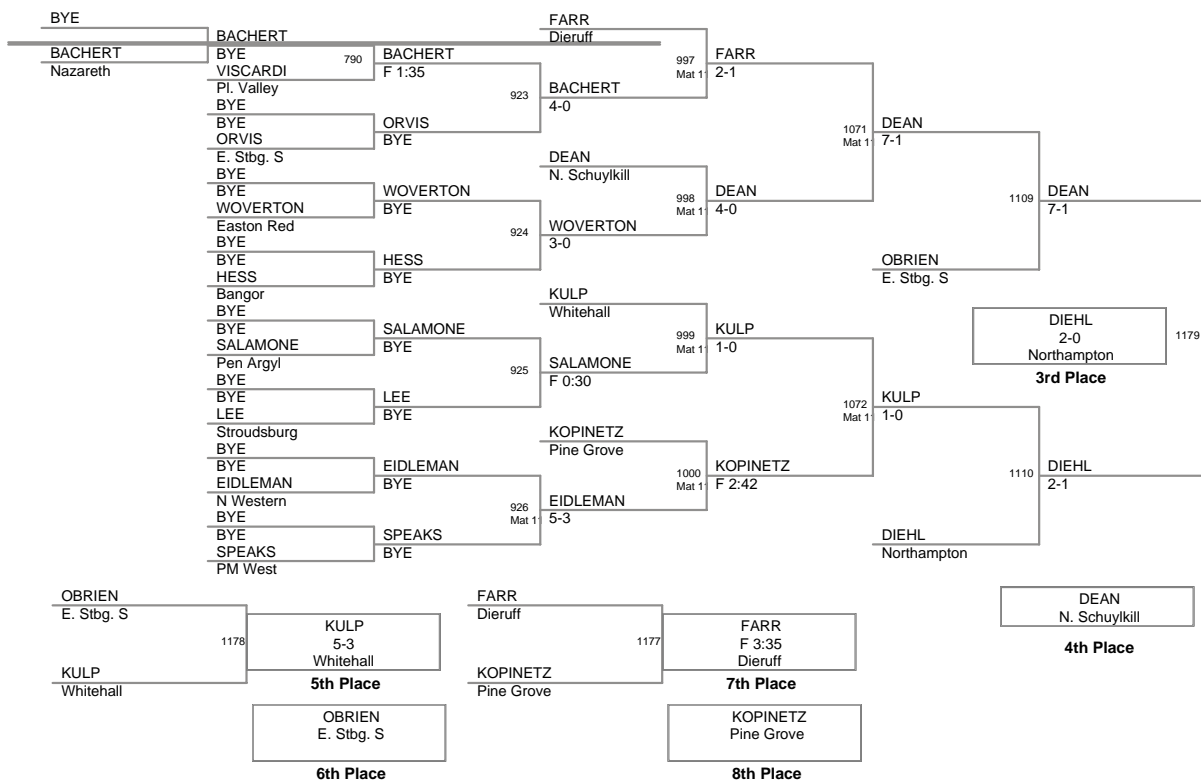 BYE
BACHERT
Nazareth
BACHERT
BYE
VISCARDI
Pl. Valley
BYE
BYE
ORVIS
E. Stbg. S
BYE
BYE
WOVERTON
Easton Red
BYE
BYE
HESS
Bangor
BYE
BYE
SALAMONE
Pen Argyl
BYE
BYE
LEE
Stroudsburg
BYE
BYE
EIDLEMAN
N Western
BYE
BYE
SPEAKS
PM West
790
BACHERT
F 1:35
ORVIS
BYE
WOVERTON
BYE
HESS
BYE
SALAMONE
BYE
LEE
BYE
EIDLEMAN
BYE
SPEAKS
BYE
923
924
925
926
Mat 11
FARR
Dieruff
BACHERT
4-0
DEAN
N. Schuylkill
WOVERTON
3-0
KULP
Whitehall
SALAMONE
F 0:30
KOPINETZ
Pine Grove
EIDLEMAN
5-3
997
Mat 11
998
Mat 11
999
Mat 11
1000
Mat 11
FARR
2-1
DEAN
4-0
KULP
1-0
KOPINETZ
F 2:42
1071
Mat 11
1072
Mat 11
DEAN
7-1
OBRIEN
E. Stbg. S
KULP
1-0
DIEHL
Northampton
1109
1110
DEAN
7-1
DIEHL
2-1
DIEHL
2-0
Northampton
1179
3rd Place
DEAN
N. Schuylkill
4th Place
OBRIEN
E. Stbg. S
KULP
Whitehall
1178
KULP
5-3
Whitehall
5th Place
OBRIEN
E. Stbg. S
6th Place
FARR
Dieruff
KOPINETZ
Pine Grove
1177
FARR
F 3:35
Dieruff
7th Place
KOPINETZ
Pine Grove
8th Place